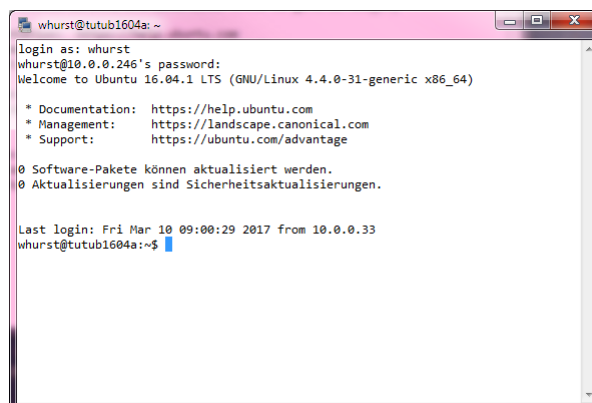 whurst@tutub1604a: ~
login as: whurst
whurst@10.0.0.246's password:
Welcome to Ubuntu 16.04.1 LTS (GNU/Linux 4.4.0-31-generic x86_64)
* Documentation:  https://help.ubuntu.com
* Management:     https://landscape.canonical.com
* Support:        https://ubuntu.com/advantage
0 Software-Pakete können aktualisiert werden.
0 Aktualisierungen sind Sicherheitsaktualisierungen.
Last login: Fri Mar 10 09:00:29 2017 from 10.0.0.33
whurst@tutub1604a:~$